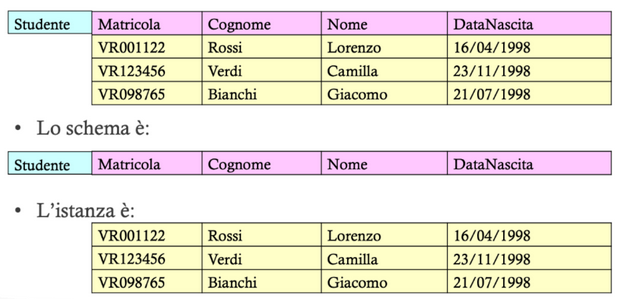 Studente Matricola Cognome Nome DataNascita
VR001122 Rossi Lorenzo 16/04/1998
VR123456 Verdi Camilla 23/11/1998
VR098765 Bianchi Giacomo 21/07/1998
• Lo schema è:
Studente Matricola Cognome Nome DataNascita
• L’istanza è:
VR001122 Rossi Lorenzo 16/04/1998
VR123456 Verdi Camilla 23/11/1998
VR098765 Bianchi Giacomo 21/07/1998